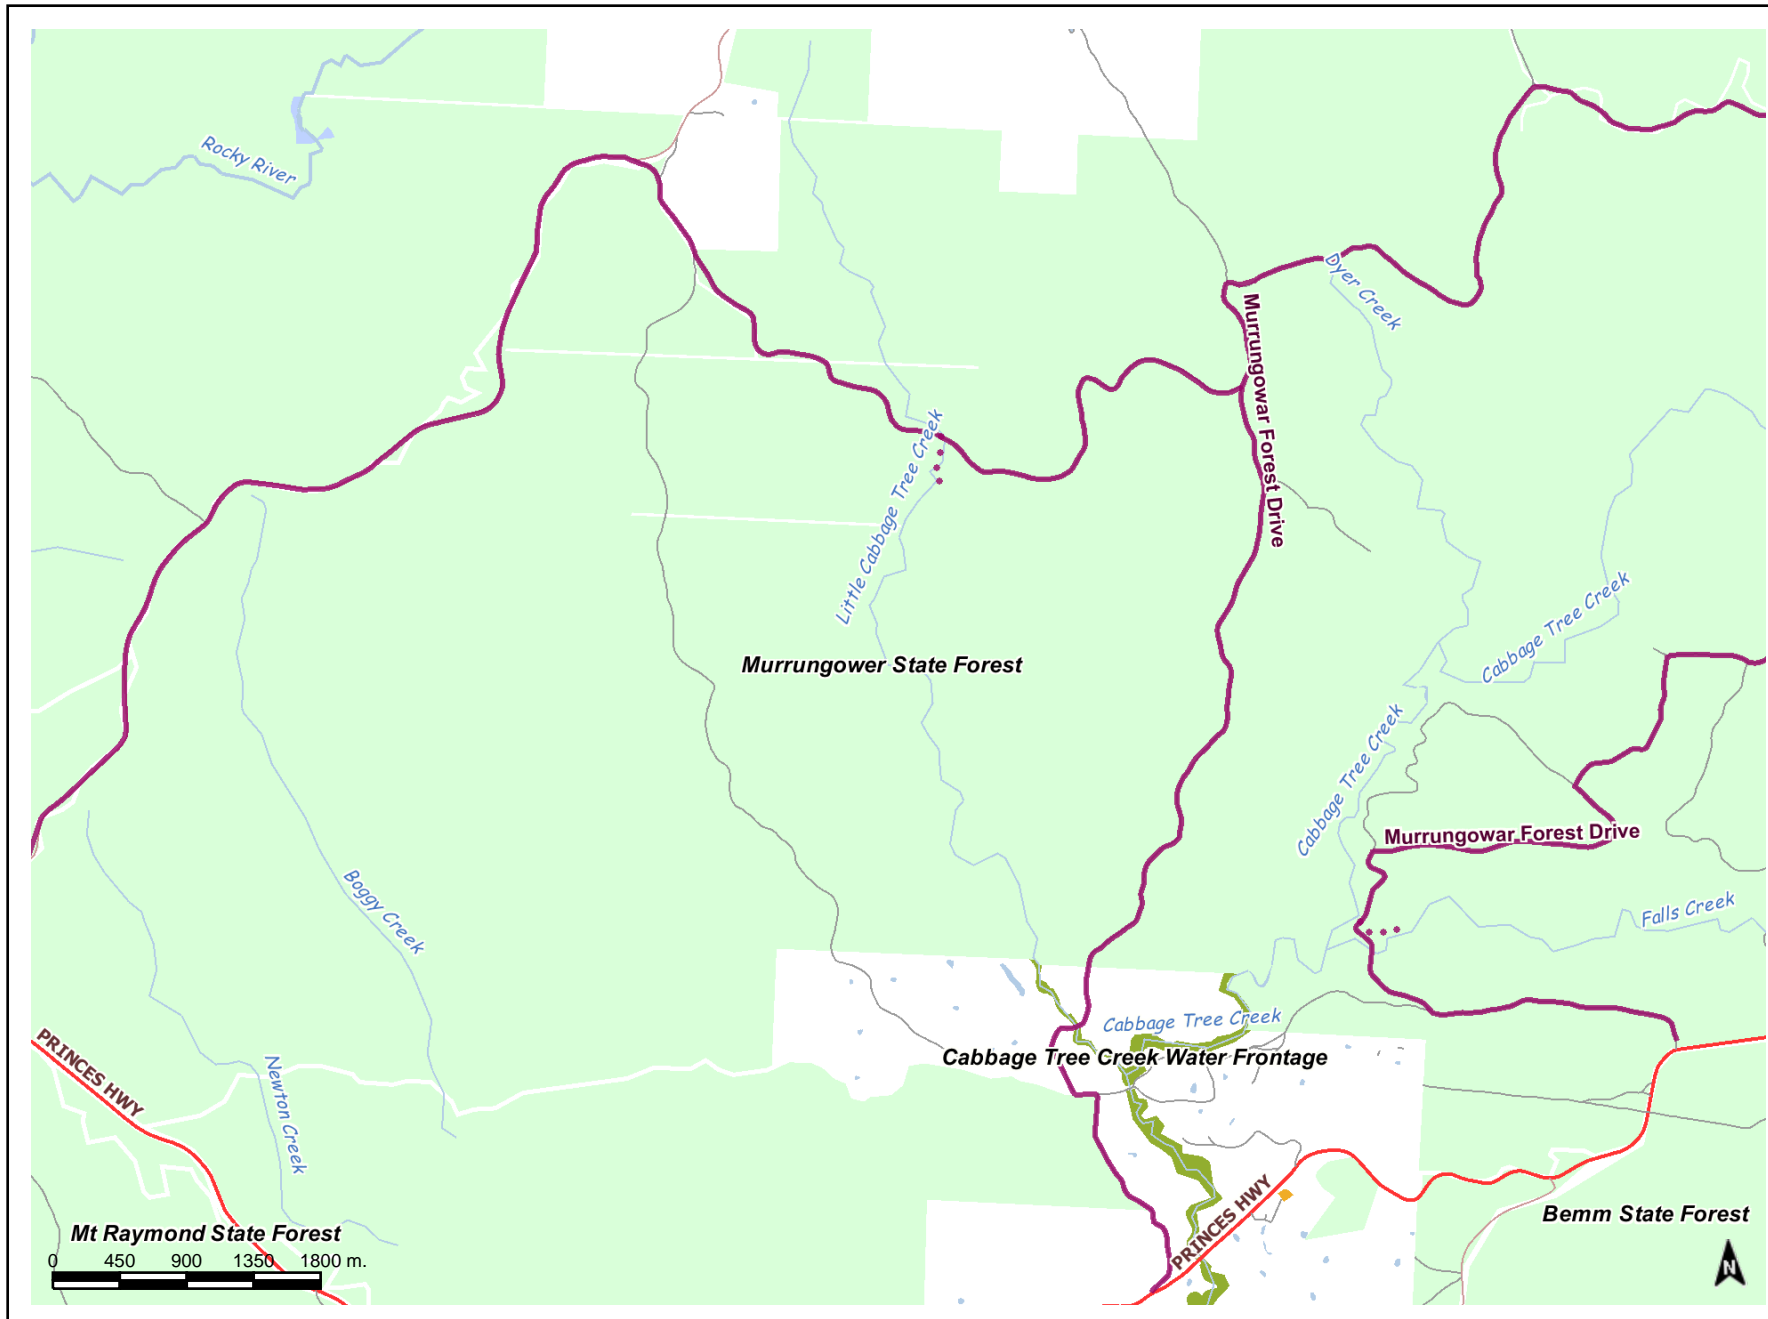 Rocky River
Dyer Creek
Murrungowar Forest Drive
Little Cabbage Tree Creek
Cabbage Tree Creek
Murrungower State Forest
Cabbage Tree Creek
Murrungowar Forest Drive
Boggy Creek
Falls Creek
Cabbage Tree Creek
PRINCES HWY
Cabbage Tree Creek Water Frontage
Newton Creek
PRINCES HWY
Bemm State Forest
Mt Raymond State Forest
0 450 900 1350 1800 m.
N